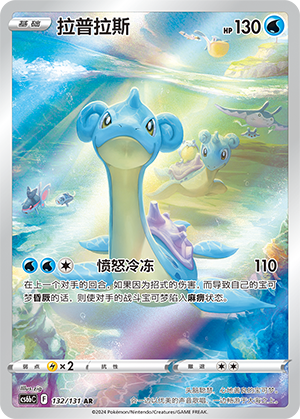 基础 拉普拉斯 HP 130
愤怒冷冻 110
在上一个对手的回合，如果因为招式的伤害，而导致自己的宝可
梦昏厥的话，则使对手的战斗宝可梦陷入麻痹状态。
弱点 ×2 抵抗力 撤退
CS6bC F 132/131 AR
©2024 Pokémon/Nintendo/Creatures/GAME FREAK.